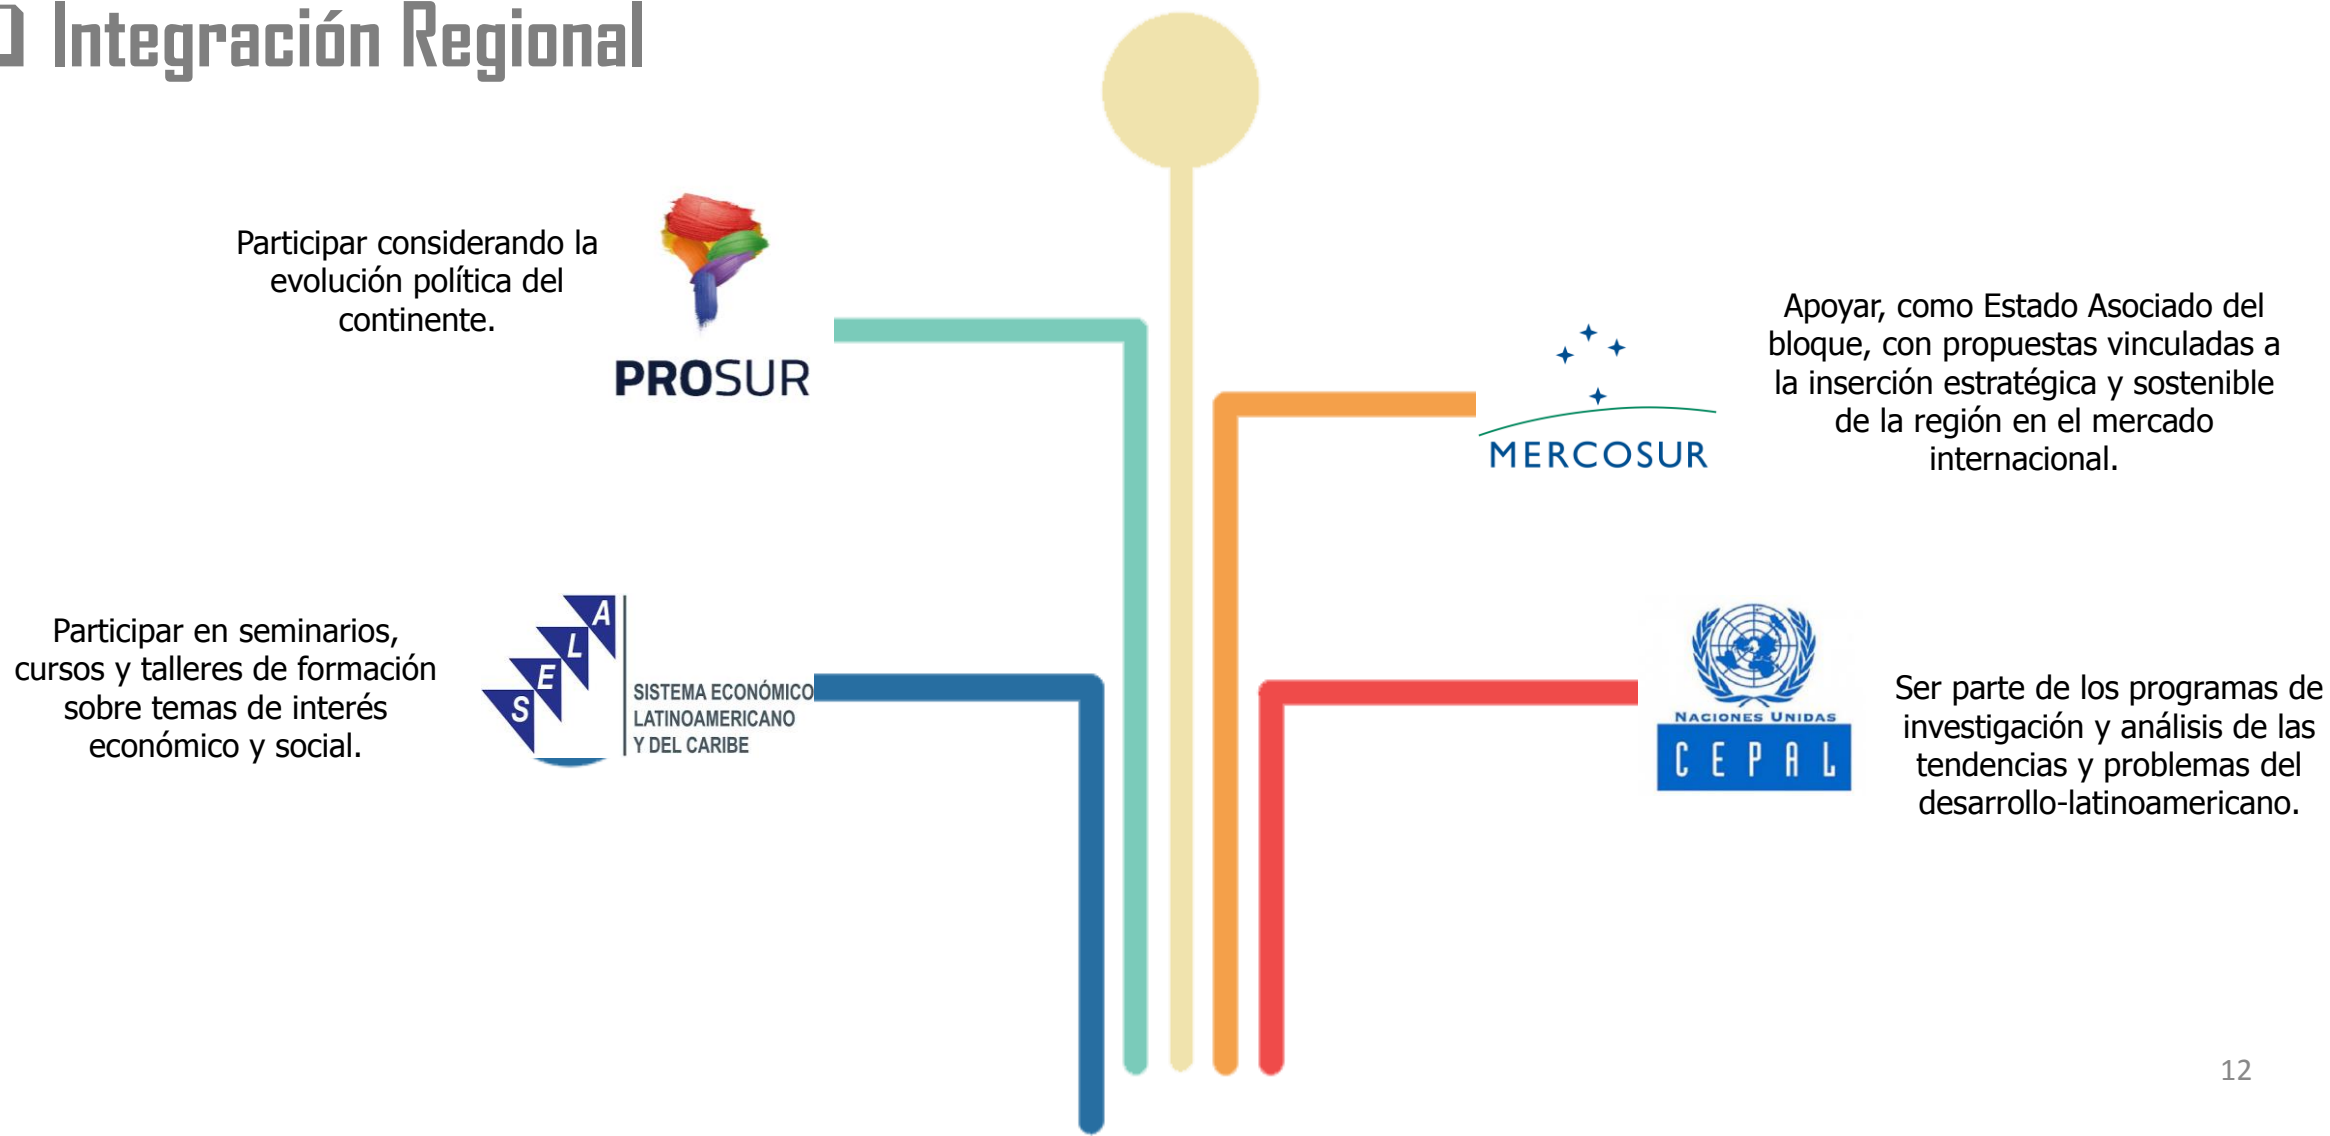 Integración Regional
Participar considerando la
evolución política del
continente.
PROSUR
MERCOSUR
Apoyar, como Estado Asociado del
bloque, con propuestas vinculadas a
la inserción estratégica y sostenible
de la región en el mercado
internacional.
Participar en seminarios,
cursos y talleres de formación
sobre temas de interés
económico y social.
SELA
SISTEMA ECONÓMICO
LATINOAMERICANO
Y DEL CARIBE
NACIONES UNIDAS
CEPAL
Ser parte de los programas de
investigación y análisis de las
tendencias y problemas del
desarrollo-latinoamericano.
12